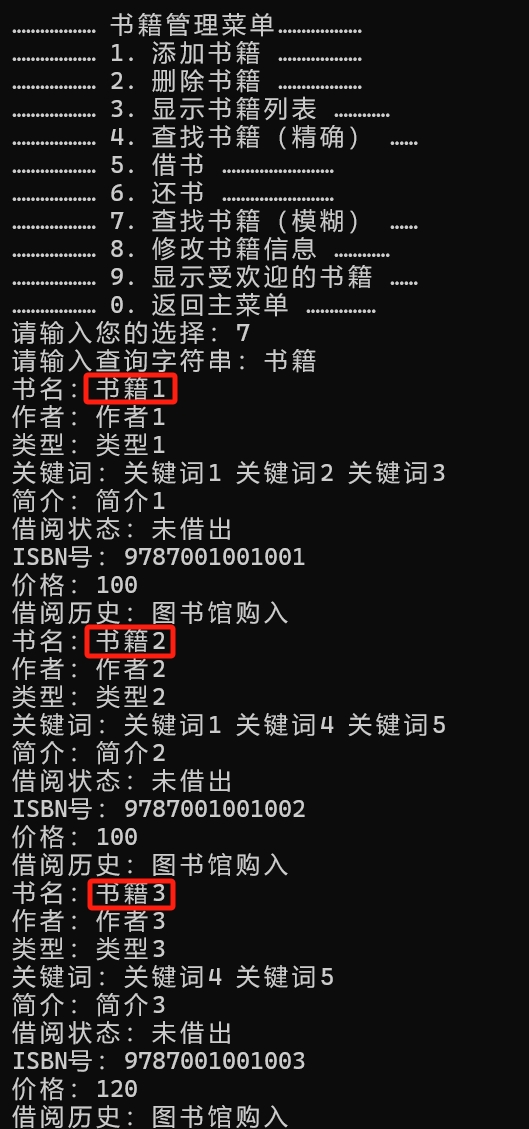 ……………… 书籍管理菜单………………
……………… 1. 添加书籍 ………………
……………… 2. 删除书籍 ………………
……………… 3. 显示书籍列表 …………
……………… 4. 查找书籍（精确） ……
……………… 5. 借书 ……………………
……………… 6. 还书 ……………………
……………… 7. 查找书籍（模糊） ……
……………… 8. 修改书籍信息 …………
……………… 9. 显示受欢迎的书籍 ……
……………… 0. 返回主菜单 ……………
请输入您的选择: 7
请输入查询字符串: 书籍
书名: 书籍1
作者: 作者1
类型: 类型1
关键词: 关键词1 关键词2 关键词3
简介: 简介1
借阅状态: 未借出
ISBN号: 9787001001001
价格: 100
借阅历史: 图书馆购入
书名: 书籍2
作者: 作者2
类型: 类型2
关键词: 关键词1 关键词4 关键词5
简介: 简介2
借阅状态: 未借出
ISBN号: 9787001001002
价格: 100
借阅历史: 图书馆购入
书名: 书籍3
作者: 作者3
类型: 类型3
关键词: 关键词4 关键词5
简介: 简介3
借阅状态: 未借出
ISBN号: 9787001001003
价格: 120
借阅历史: 图书馆购入